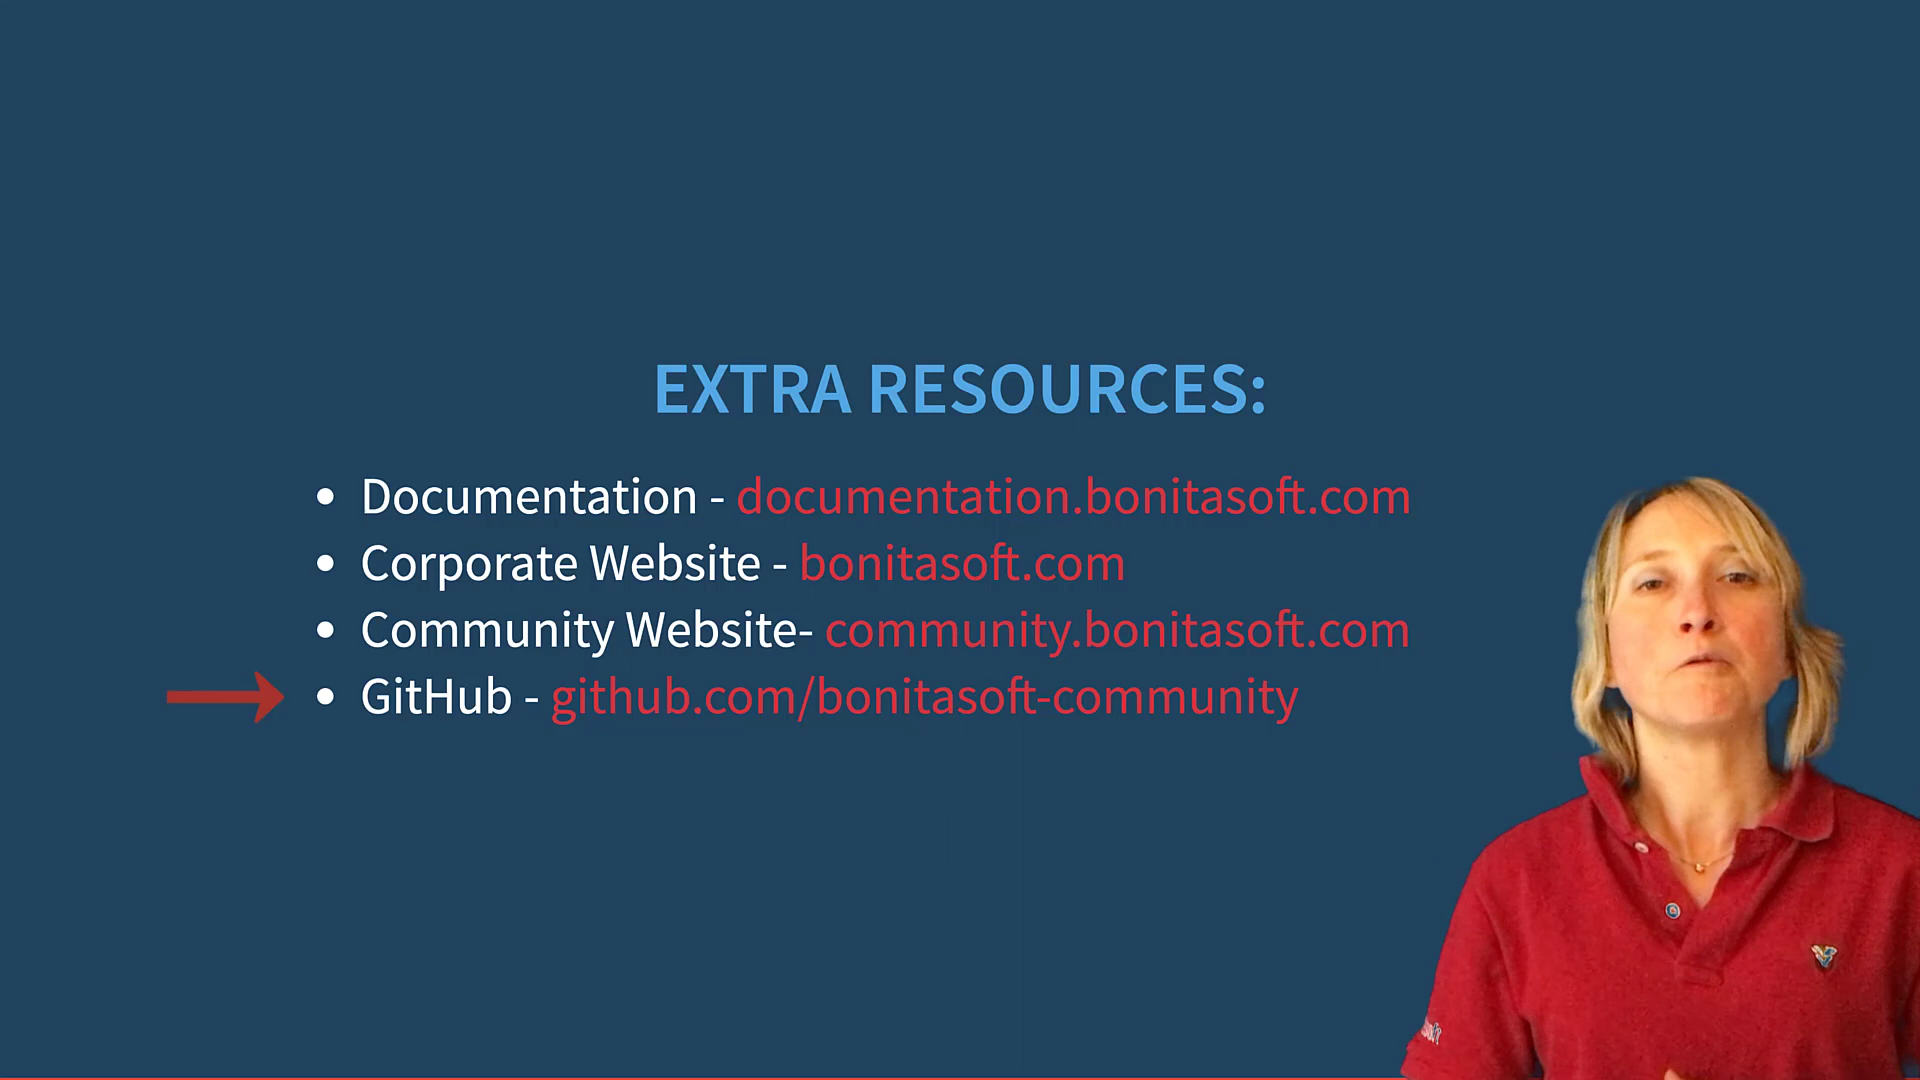 EXTRA RESOURCES:
• Documentation - documentation.bonitasoft.com
• Corporate Website - bonitasoft.com
• Community Website- community.bonitasoft.com
• GitHub - github.com/bonitasoft-community